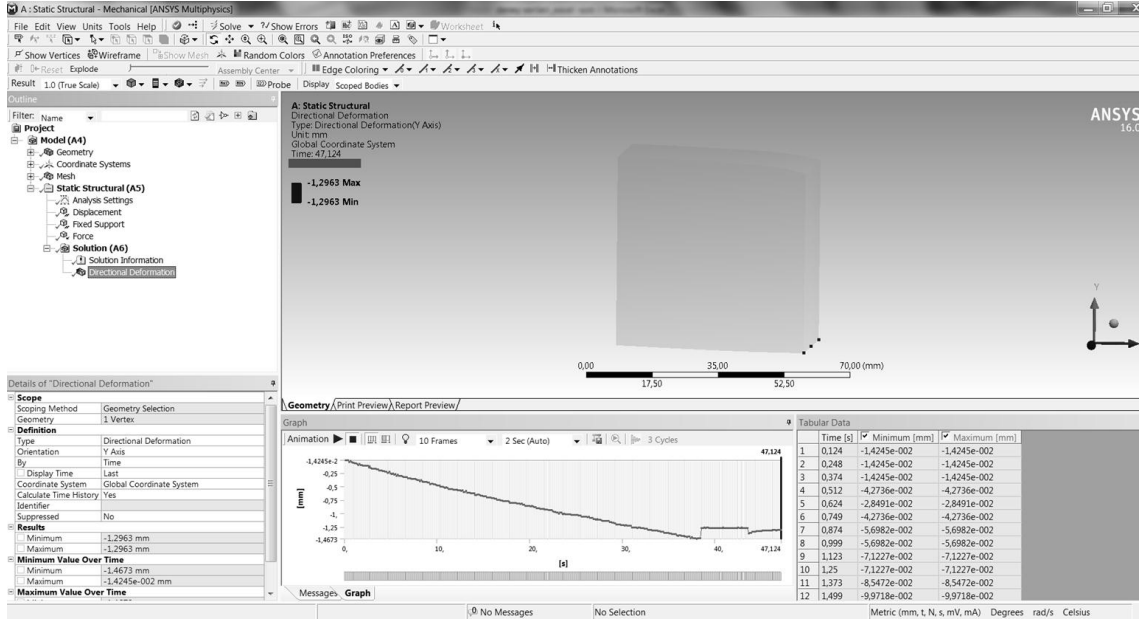 A : Static Structural - Mechanical [ANSYS Multiphysics]
File Edit View Units Tools Help Solve ?/Show Errors Worksheet
Show Vertices Wireframe Show Mesh Random Colors Annotation Preferences
Reset Explode Assembly Center Edge Coloring Thicken Annotations
Result 1.0 (True Scale) Probe Display Scoped Bodies
Outline
Filter: Name
Project
Model (A4)
Geometry
Coordinate Systems
Mesh
Static Structural (A5)
Analysis Settings
Displacement
Fixed Support
Force
Solution (A6)
Solution Information
Directional Deformation
A: Static Structural
Directional Deformation
Type: Directional Deformation(Y Axis)
Unit: mm
Global Coordinate System
Time: 47,124
-1,2963 Max
-1,2963 Min
ANSYS
16.0
Y
0,00 35,00 70,00 (mm)
17,50 52,50
Geometry Print Preview Report Preview
Details of "Directional Deformation"
Scope
Scoping Method Geometry Selection
Geometry 1 Vertex
Definition
Type Directional Deformation
Orientation Y Axis
By Time
Display Time Last
Coordinate System Global Coordinate System
Calculate Time History Yes
Identifier
Suppressed No
Results
Minimum -1,2963 mm
Maximum -1,2963 mm
Minimum Value Over Time
Minimum -1,4673 mm
Maximum -1,4245e-002 mm
Maximum Value Over Time
Graph
Animation 10 Frames 2 Sec (Auto) 3 Cycles
47,124
-1,4245e-2
-0,25
-0,5
-0,75
-1,
-1,25
-1,4673
[mm]
0, 10, 20, 30, 40, 47,124
[s]
Messages Graph
Tabular Data
Time [s] Minimum [mm] Maximum [mm]
1 0,124 -1,4245e-002 -1,4245e-002
2 0,248 -1,4245e-002 -1,4245e-002
3 0,374 -1,4245e-002 -1,4245e-002
4 0,512 -4,2736e-002 -4,2736e-002
5 0,624 -2,8491e-002 -2,8491e-002
6 0,749 -4,2736e-002 -4,2736e-002
7 0,874 -5,6982e-002 -5,6982e-002
8 0,999 -5,6982e-002 -5,6982e-002
9 1,123 -7,1227e-002 -7,1227e-002
10 1,25 -7,1227e-002 -7,1227e-002
11 1,373 -8,5472e-002 -8,5472e-002
12 1,499 -9,9718e-002 -9,9718e-002
0 No Messages No Selection Metric (mm, t, N, s, mV, mA) Degrees rad/s Celsius